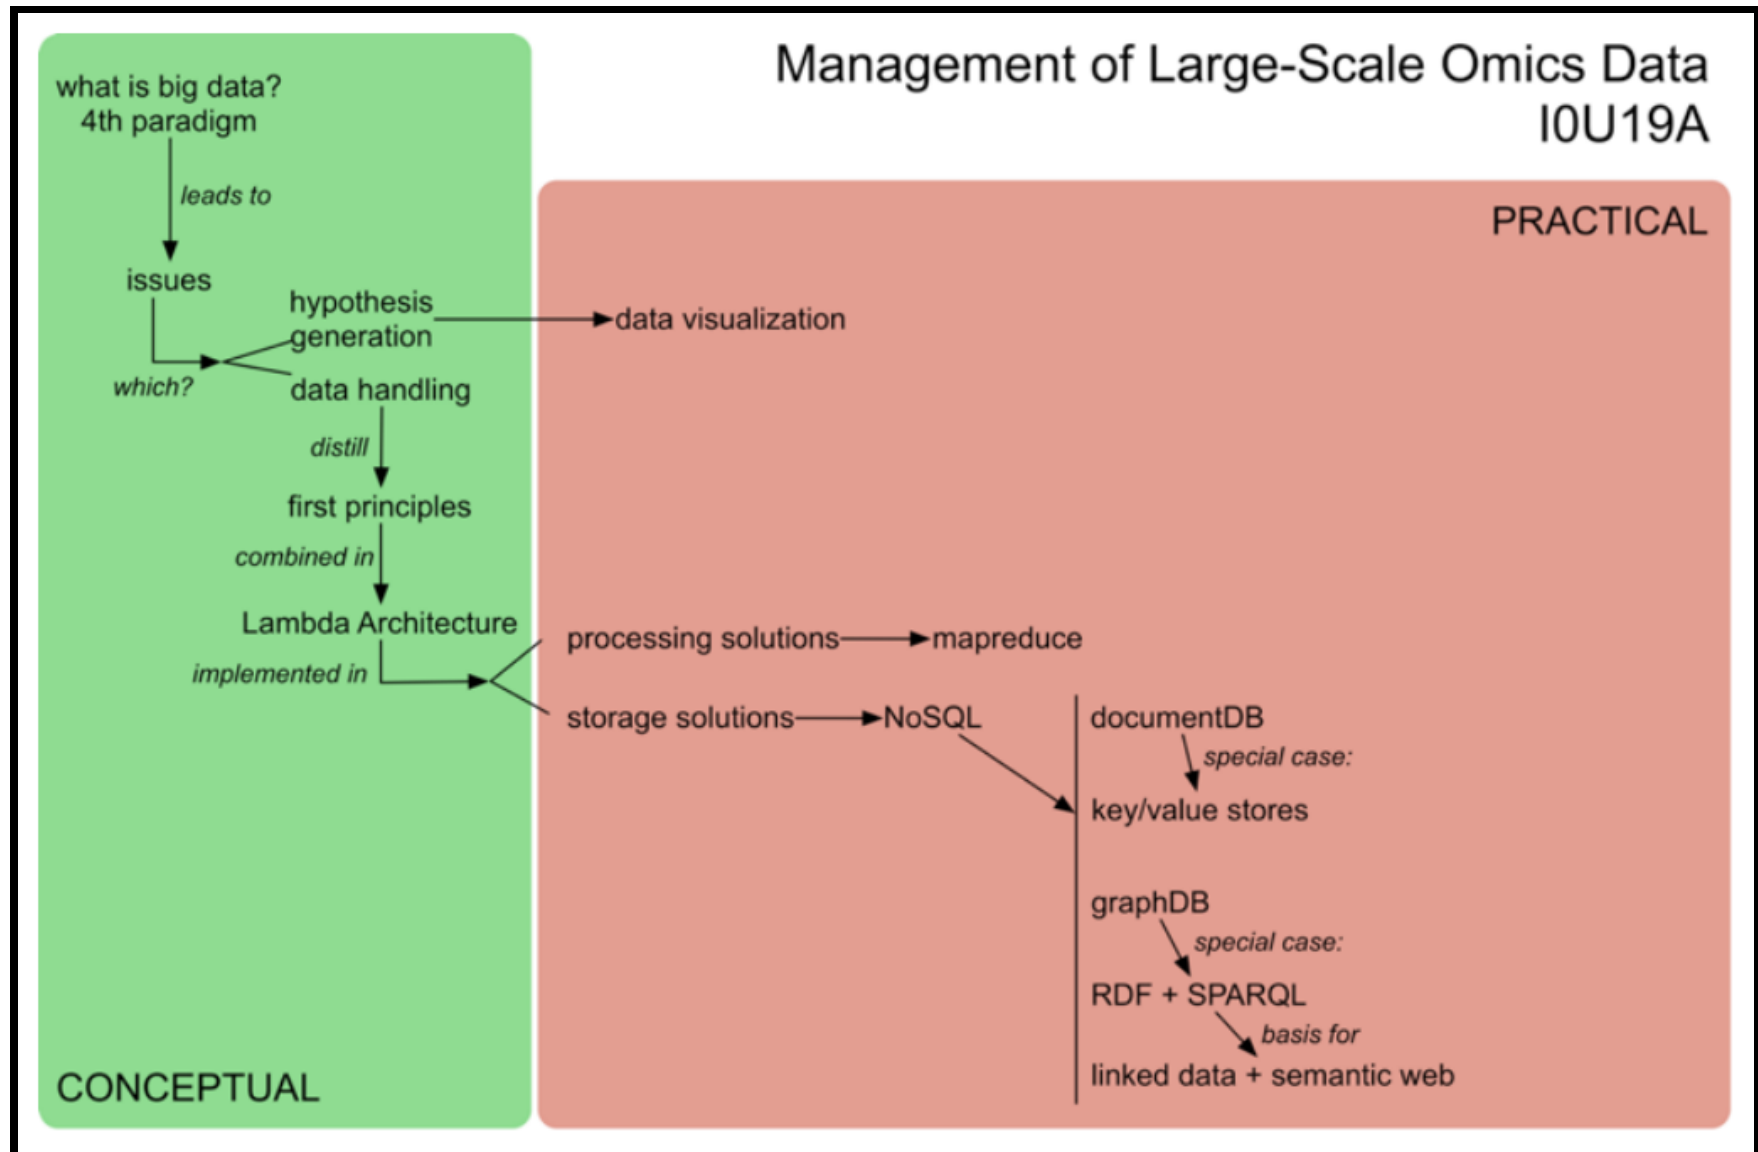 Management of Large-Scale Omics Data
I0U19A
what is big data?
4th paradigm
leads to
issues
which?
hypothesis
generation
data handling
distill
first principles
combined in
Lambda Architecture
implemented in
CONCEPTUAL
PRACTICAL
data visualization
processing solutions
mapreduce
storage solutions
NoSQL
documentDB
special case:
key/value stores
graphDB
special case:
RDF + SPARQL
basis for
linked data + semantic web